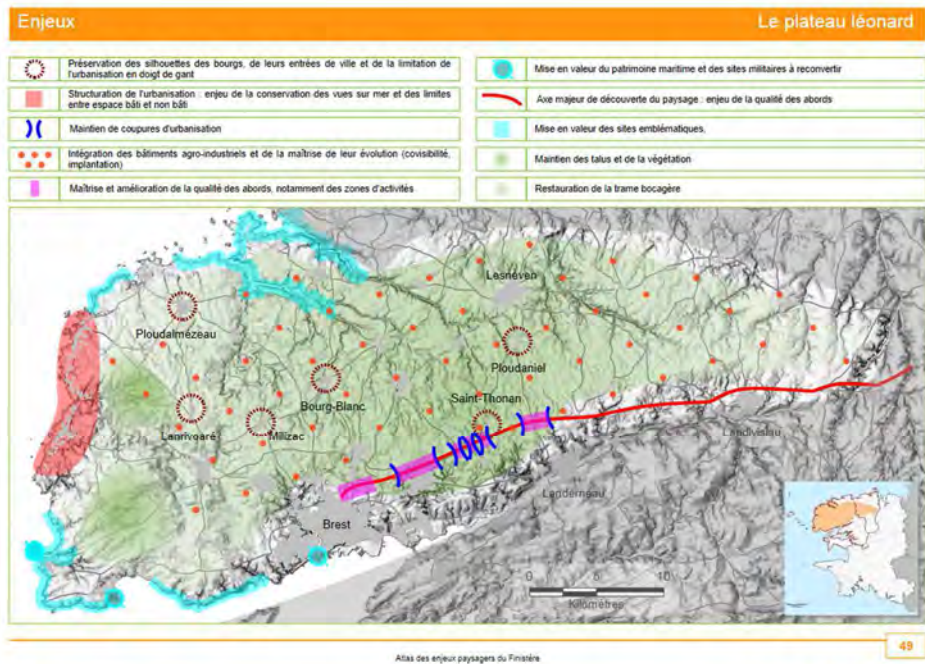 Enjeux
Le plateau léonard
Préservation des silhouettes des bourgs, de leurs entrées de ville et de la limitation de
l'urbanisation en doigt de gant
Structuration de l'urbanisation : enjeu de la conservation des vues sur mer et des limites
entre espace bâti et non bâti
Maintien de coupures d'urbanisation
Intégration des bâtiments agro-industriels et de la maîtrise de leur évolution (covisibilité,
implantation)
Maîtrise et amélioration de la qualité des abords, notamment des zones d'activités
Mise en valeur du patrimoine maritime et des sites militaires à reconvertir
Axe majeur de découverte du paysage : enjeu de la qualité des abords
Mise en valeur des sites emblématiques.
Maintien des talus et de la végétation
Restauration de la trame bocagère
Lesneven
Ploudalmézeau
Ploudaniel
Bourg-Blanc
Saint-Thonan
Lanrivoaré
Milizac
Landivisiau
Landerneau
Brest
0 5 10
Kilomètres
49
Atlas des enjeux paysagers du Finistère